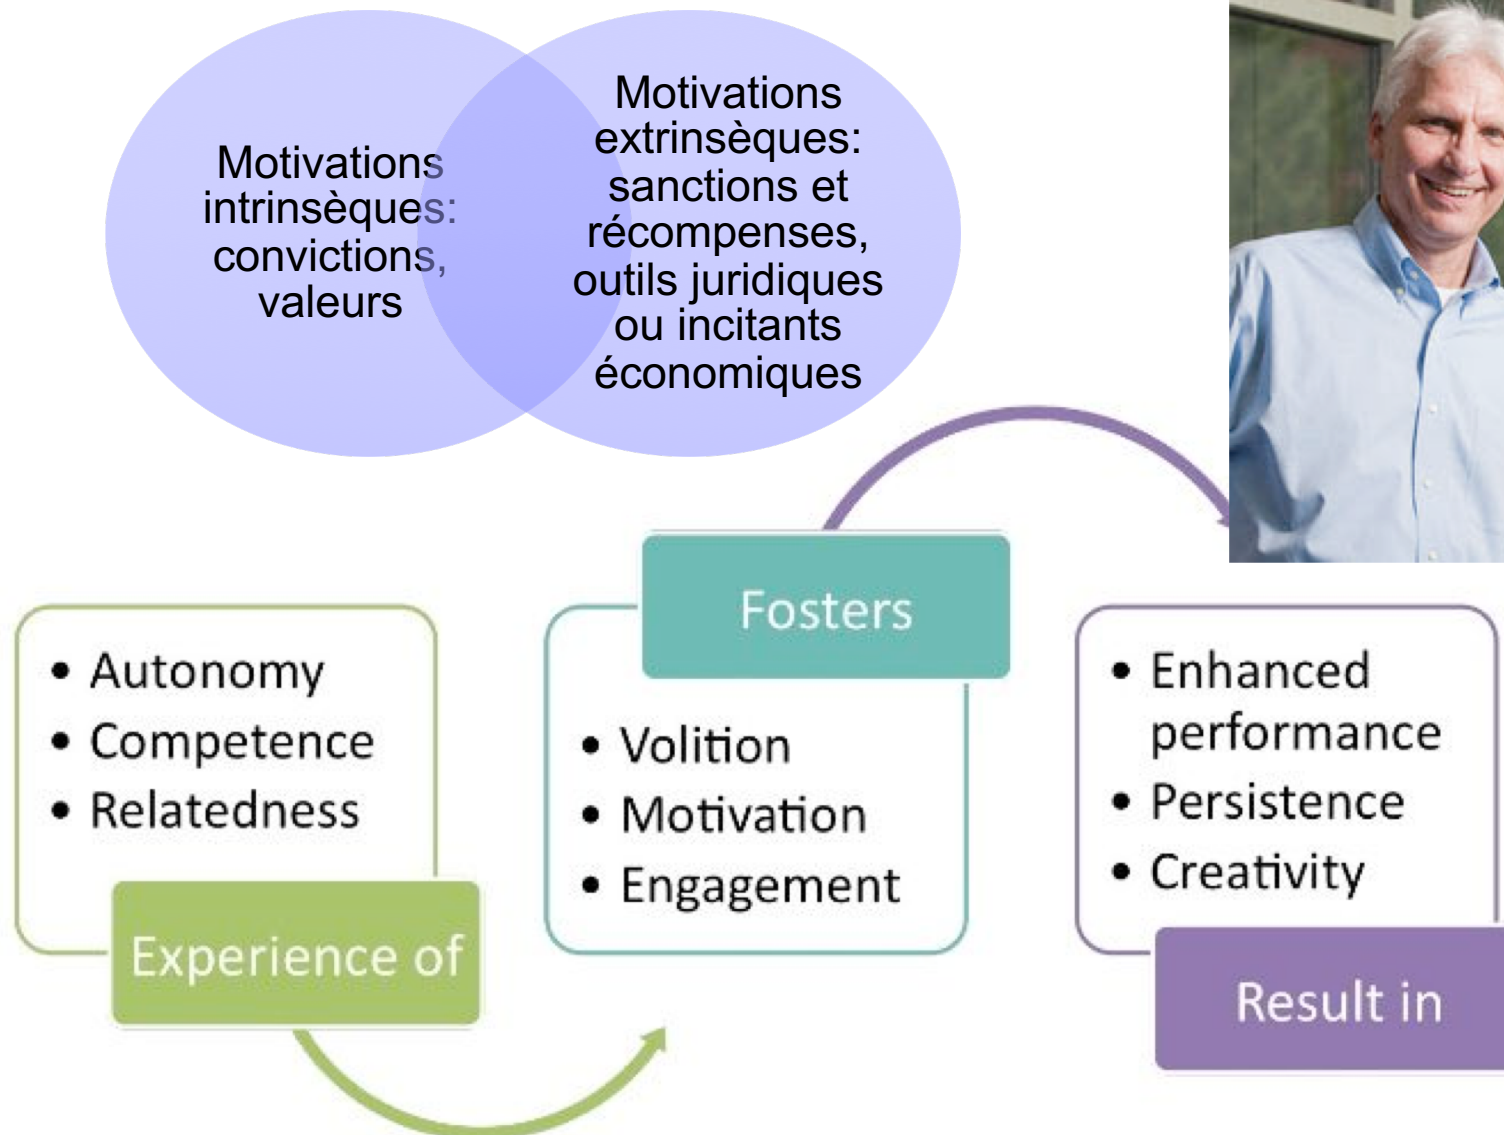 Motivations
intrinsèques:
convictions,
valeurs
Motivations
extrinsèques:
sanctions et
récompenses,
outils juridiques
ou incitants
économiques
• Autonomy
• Competence
• Relatedness
Experience of
Fosters
• Volition
• Motivation
• Engagement
• Enhanced
performance
• Persistence
• Creativity
Result in